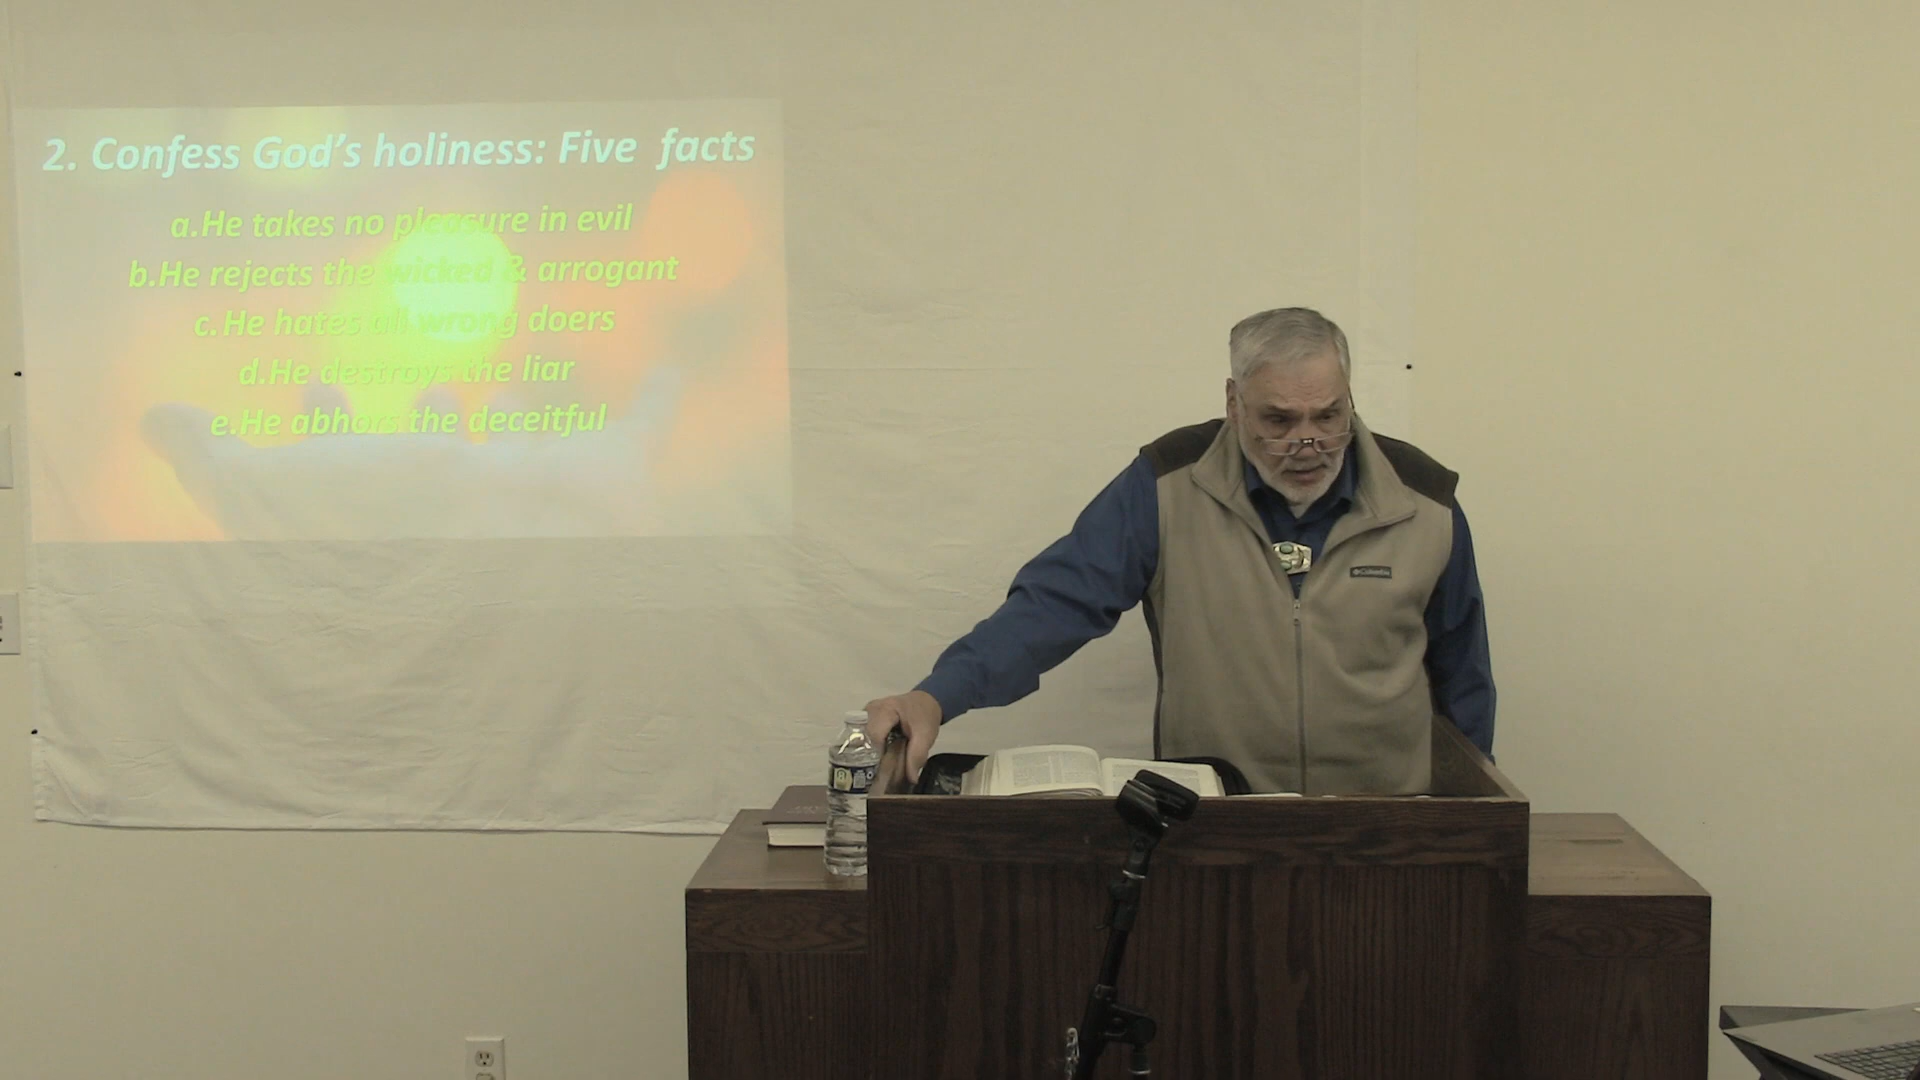 2. Confess God's holiness: Five facts
a.He takes no pleasure in evil
b.He rejects the wicked & arrogant
c. He hates all wrong doers
d.He destroys the liar
e.He abhors the deceitful
Columbia